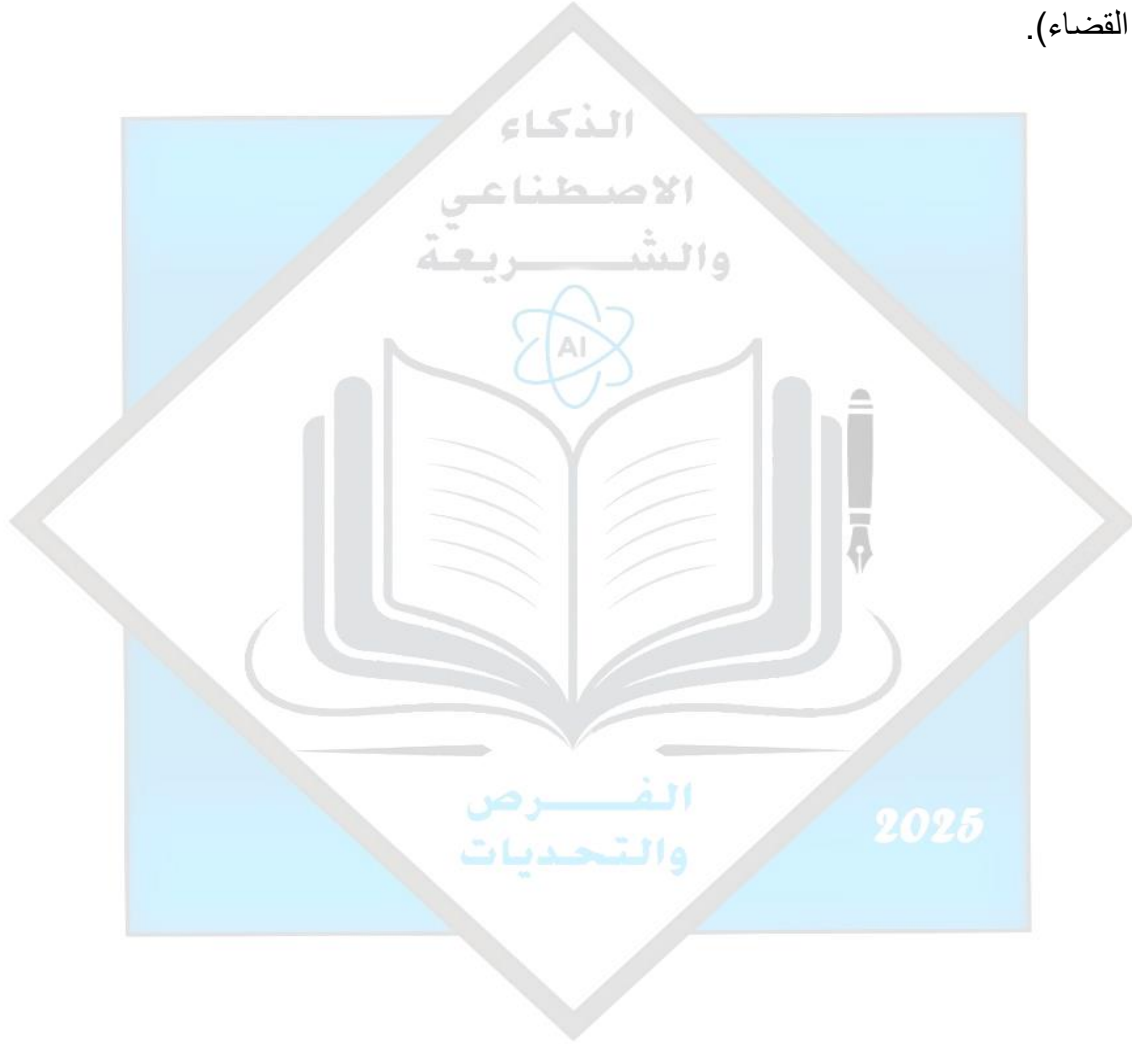 القضاء).
الذكاء
الاصطناعي
والشريعة
AI
الفرص
والتحديات
2025